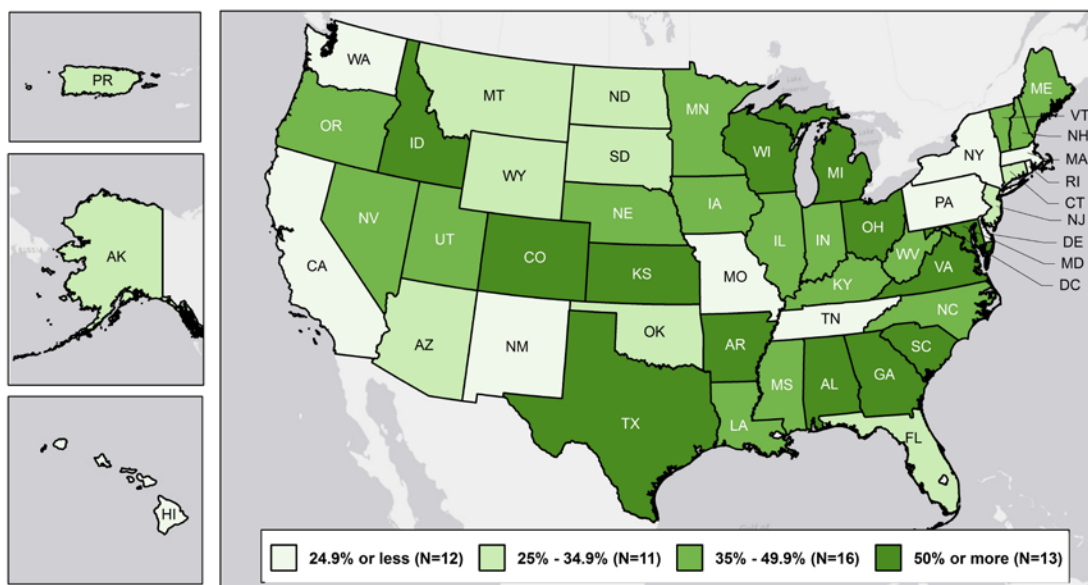 PR
AK
HI
WA
MT
ND
MN
ME
VT
NH
OR
ID
WY
SD
WI
MI
NY
MA
RI
CT
PA
NJ
NV
UT
NE
IA
IL
IN
OH
DE
MD
DC
CA
CO
KS
MO
KY
WV
VA
AZ
NM
OK
AR
TN
NC
TX
LA
MS
AL
GA
SC
FL
24.9% or less (N=12)
25% - 34.9% (N=11)
35% - 49.9% (N=16)
50% or more (N=13)